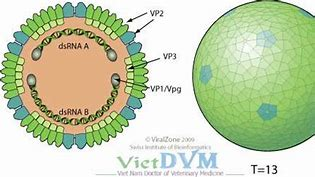 VP2
dsRNA A
VP3
VP1/Vpg
dsRNA B
© ViralZone 2009
Swiss Institute of Bioinformatics
VietDVM
Viet Nam Doctor of Veterinary Medicine
T=13